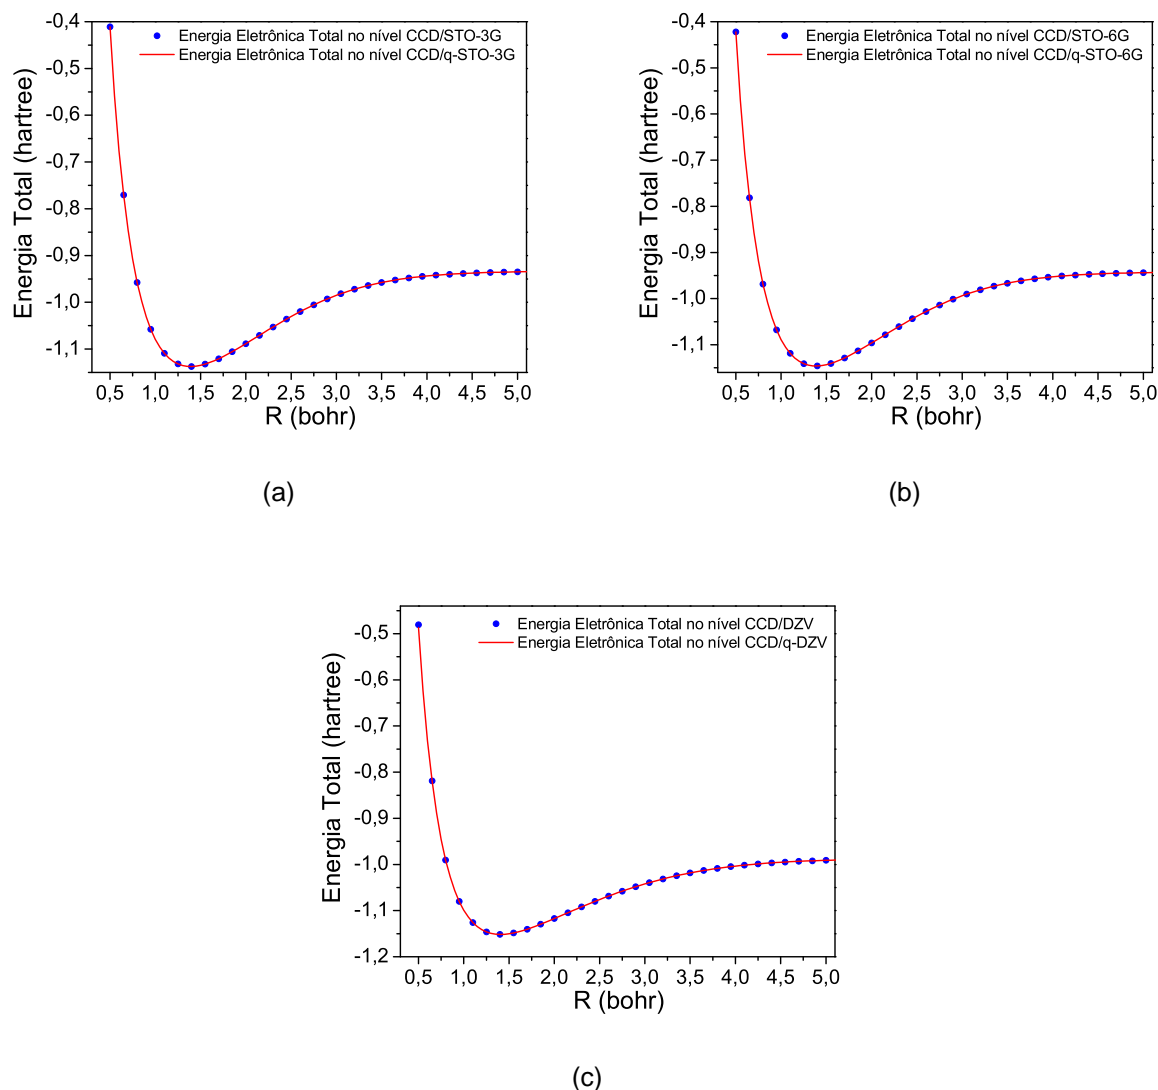 Energia Eletrônica Total no nível CCD/STO-3G
Energia Eletrônica Total no nível CCD/q-STO-3G
Energia Total (hartree)
-0,4
-0,5
-0,6
-0,7
-0,8
-0,9
-1,0
-1,1
0,5 1,0 1,5 2,0 2,5 3,0 3,5 4,0 4,5 5,0
R (bohr)
(a)
Energia Eletrônica Total no nível CCD/STO-6G
Energia Eletrônica Total no nível CCD/q-STO-6G
Energia Total (hartree)
-0,4
-0,5
-0,6
-0,7
-0,8
-0,9
-1,0
-1,1
0,5 1,0 1,5 2,0 2,5 3,0 3,5 4,0 4,5 5,0
R (bohr)
(b)
Energia Eletrônica Total no nível CCD/DZV
Energia Eletrônica Total no nível CCD/q-DZV
Energia Total (hartree)
-0,5
-0,6
-0,7
-0,8
-0,9
-1,0
-1,1
-1,2
0,5 1,0 1,5 2,0 2,5 3,0 3,5 4,0 4,5 5,0
R (bohr)
(c)